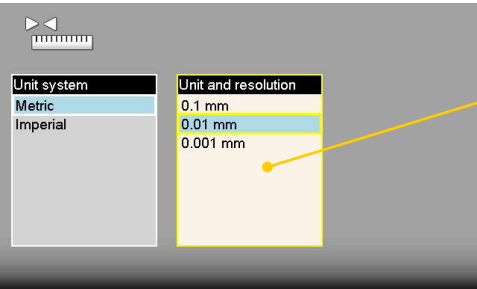 Unit system
Metric
Imperial
Unit and resolution
0.1 mm
0.01 mm
0.001 mm